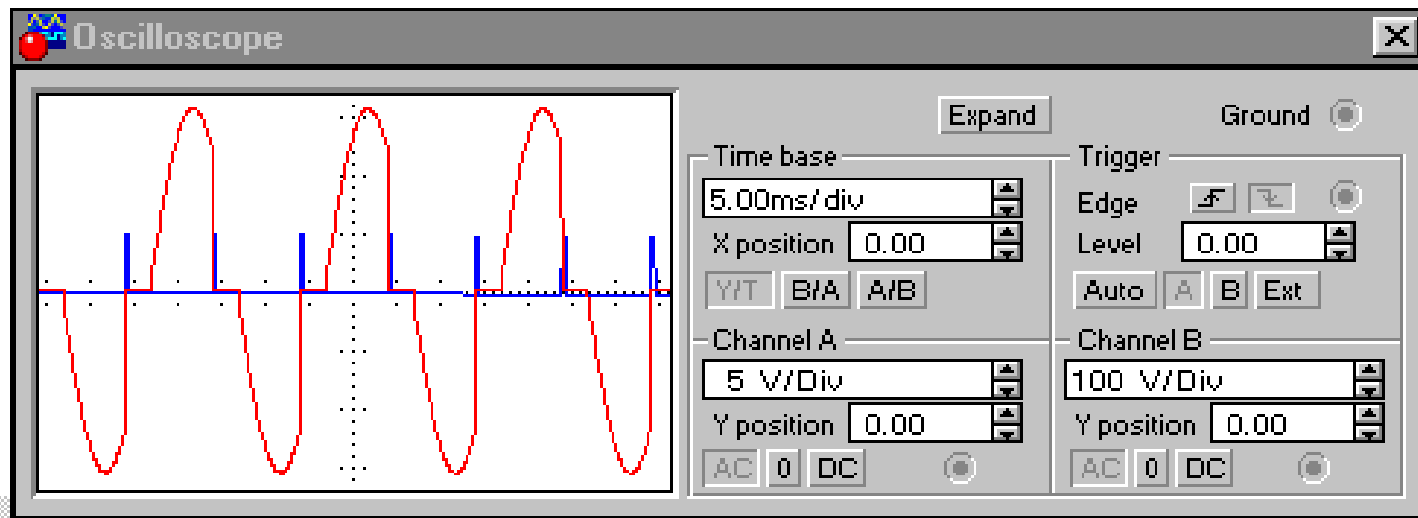 Oscilloscope
Expand
Ground
Time base
5.00ms/div
X position 0.00
Y/T B/A A/B
Trigger
Edge
Level 0.00
Auto A B Ext
Channel A
5 V/Div
Y position 0.00
AC 0 DC
Channel B
100 V/Div
Y position 0.00
AC 0 DC